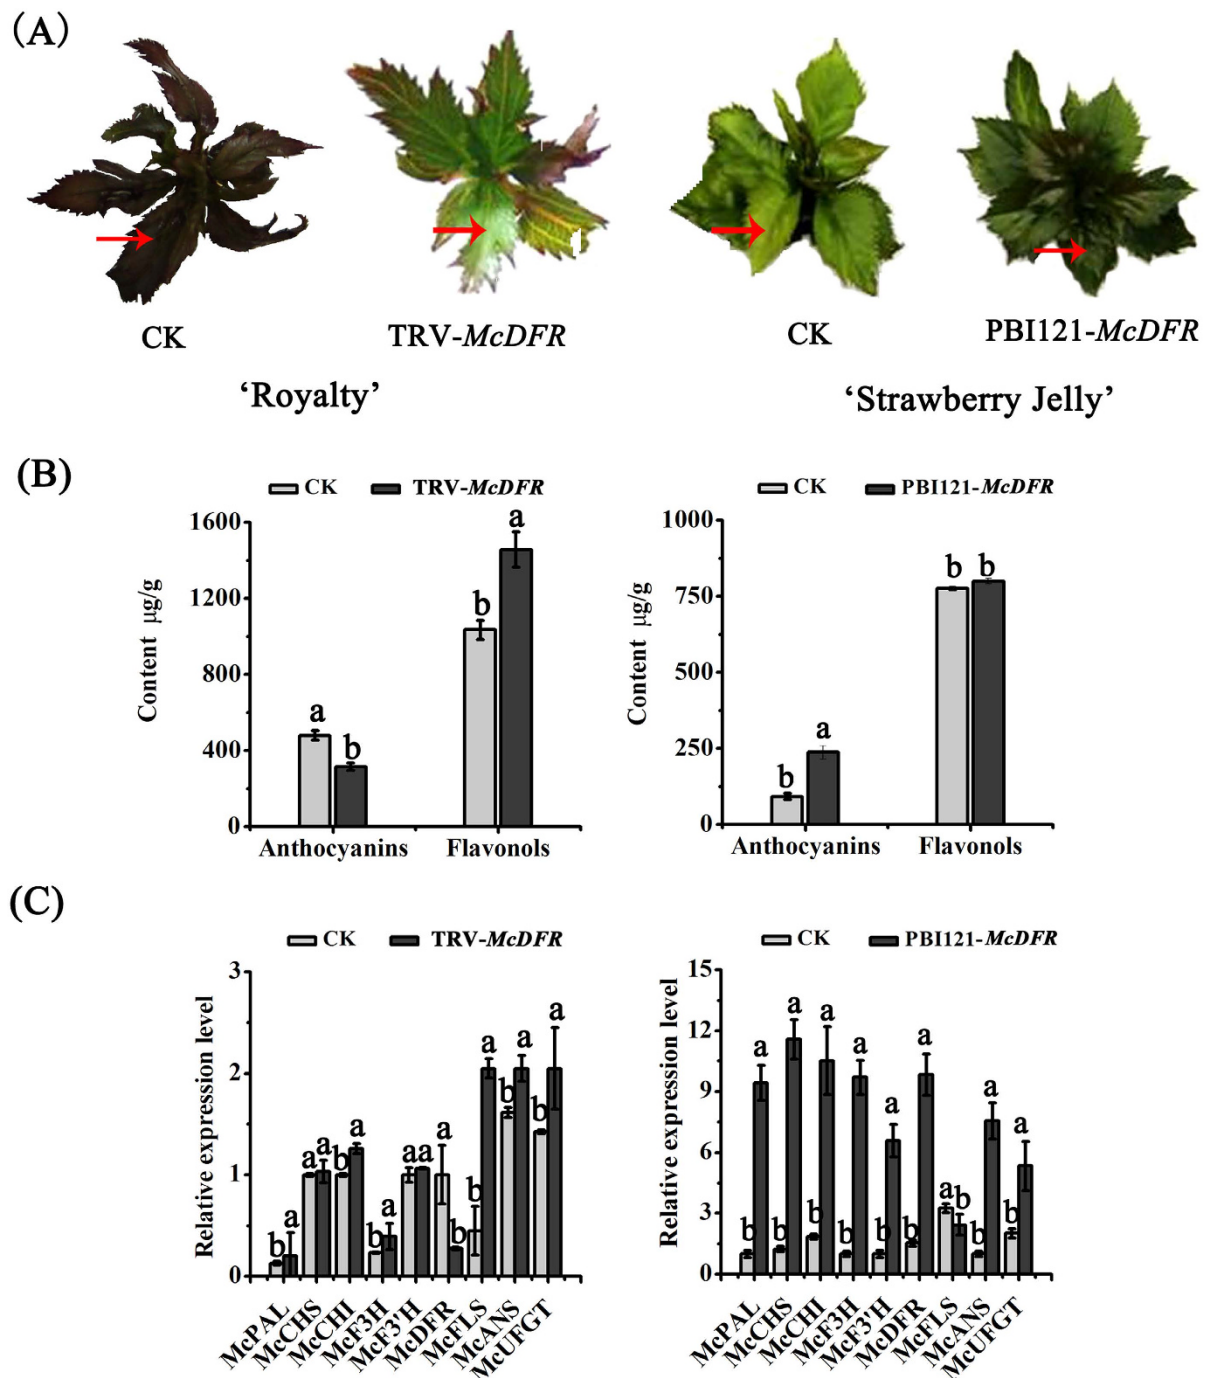 (A)
CK
TRV-McDFR
CK
PBI121-McDFR
‘Royalty’
‘Strawberry Jelly’
(B)
CK TRV-McDFR
1600
1200
800
400
0
Content μg/g
a
b
b
a
Anthocyanins Flavonols
CK PBI121-McDFR
1000
750
500
250
0
Content μg/g
b
a
b b
Anthocyanins Flavonols
(C)
CK TRV-McDFR
3
2
1
0
Relative expression level
b a a a b a b a a a a b b a b a b a
McPAL
McCHS
McCHI
McF3H
McF3'H
McDFR
McFLS
McANS
McUFGT
CK PBI121-McDFR
15
12
9
6
3
0
Relative expression level
b a b a b a b a b a b a a b b a b a
McPAL
McCHS
McCHI
McF3H
McF3'H
McDFR
McFLS
McANS
McUFGT